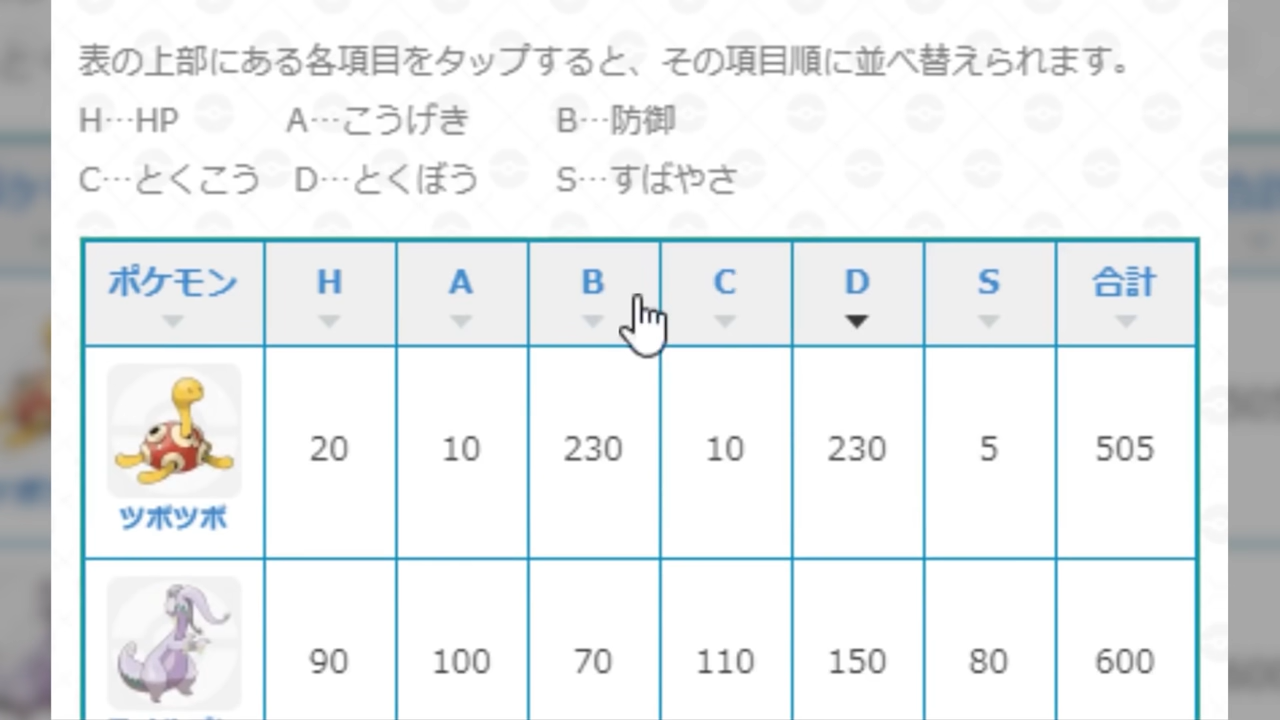 表の上部にある各項目をタップすると、その項目順に並べ替えられます。
H…HP A…こうげき B…防御
C…とくこう D…とくぼう S…すばやさ
ポケモン H A B C D S 合計
20 10 230 10 230 5 505
ツボツボ
90 100 70 110 150 80 600